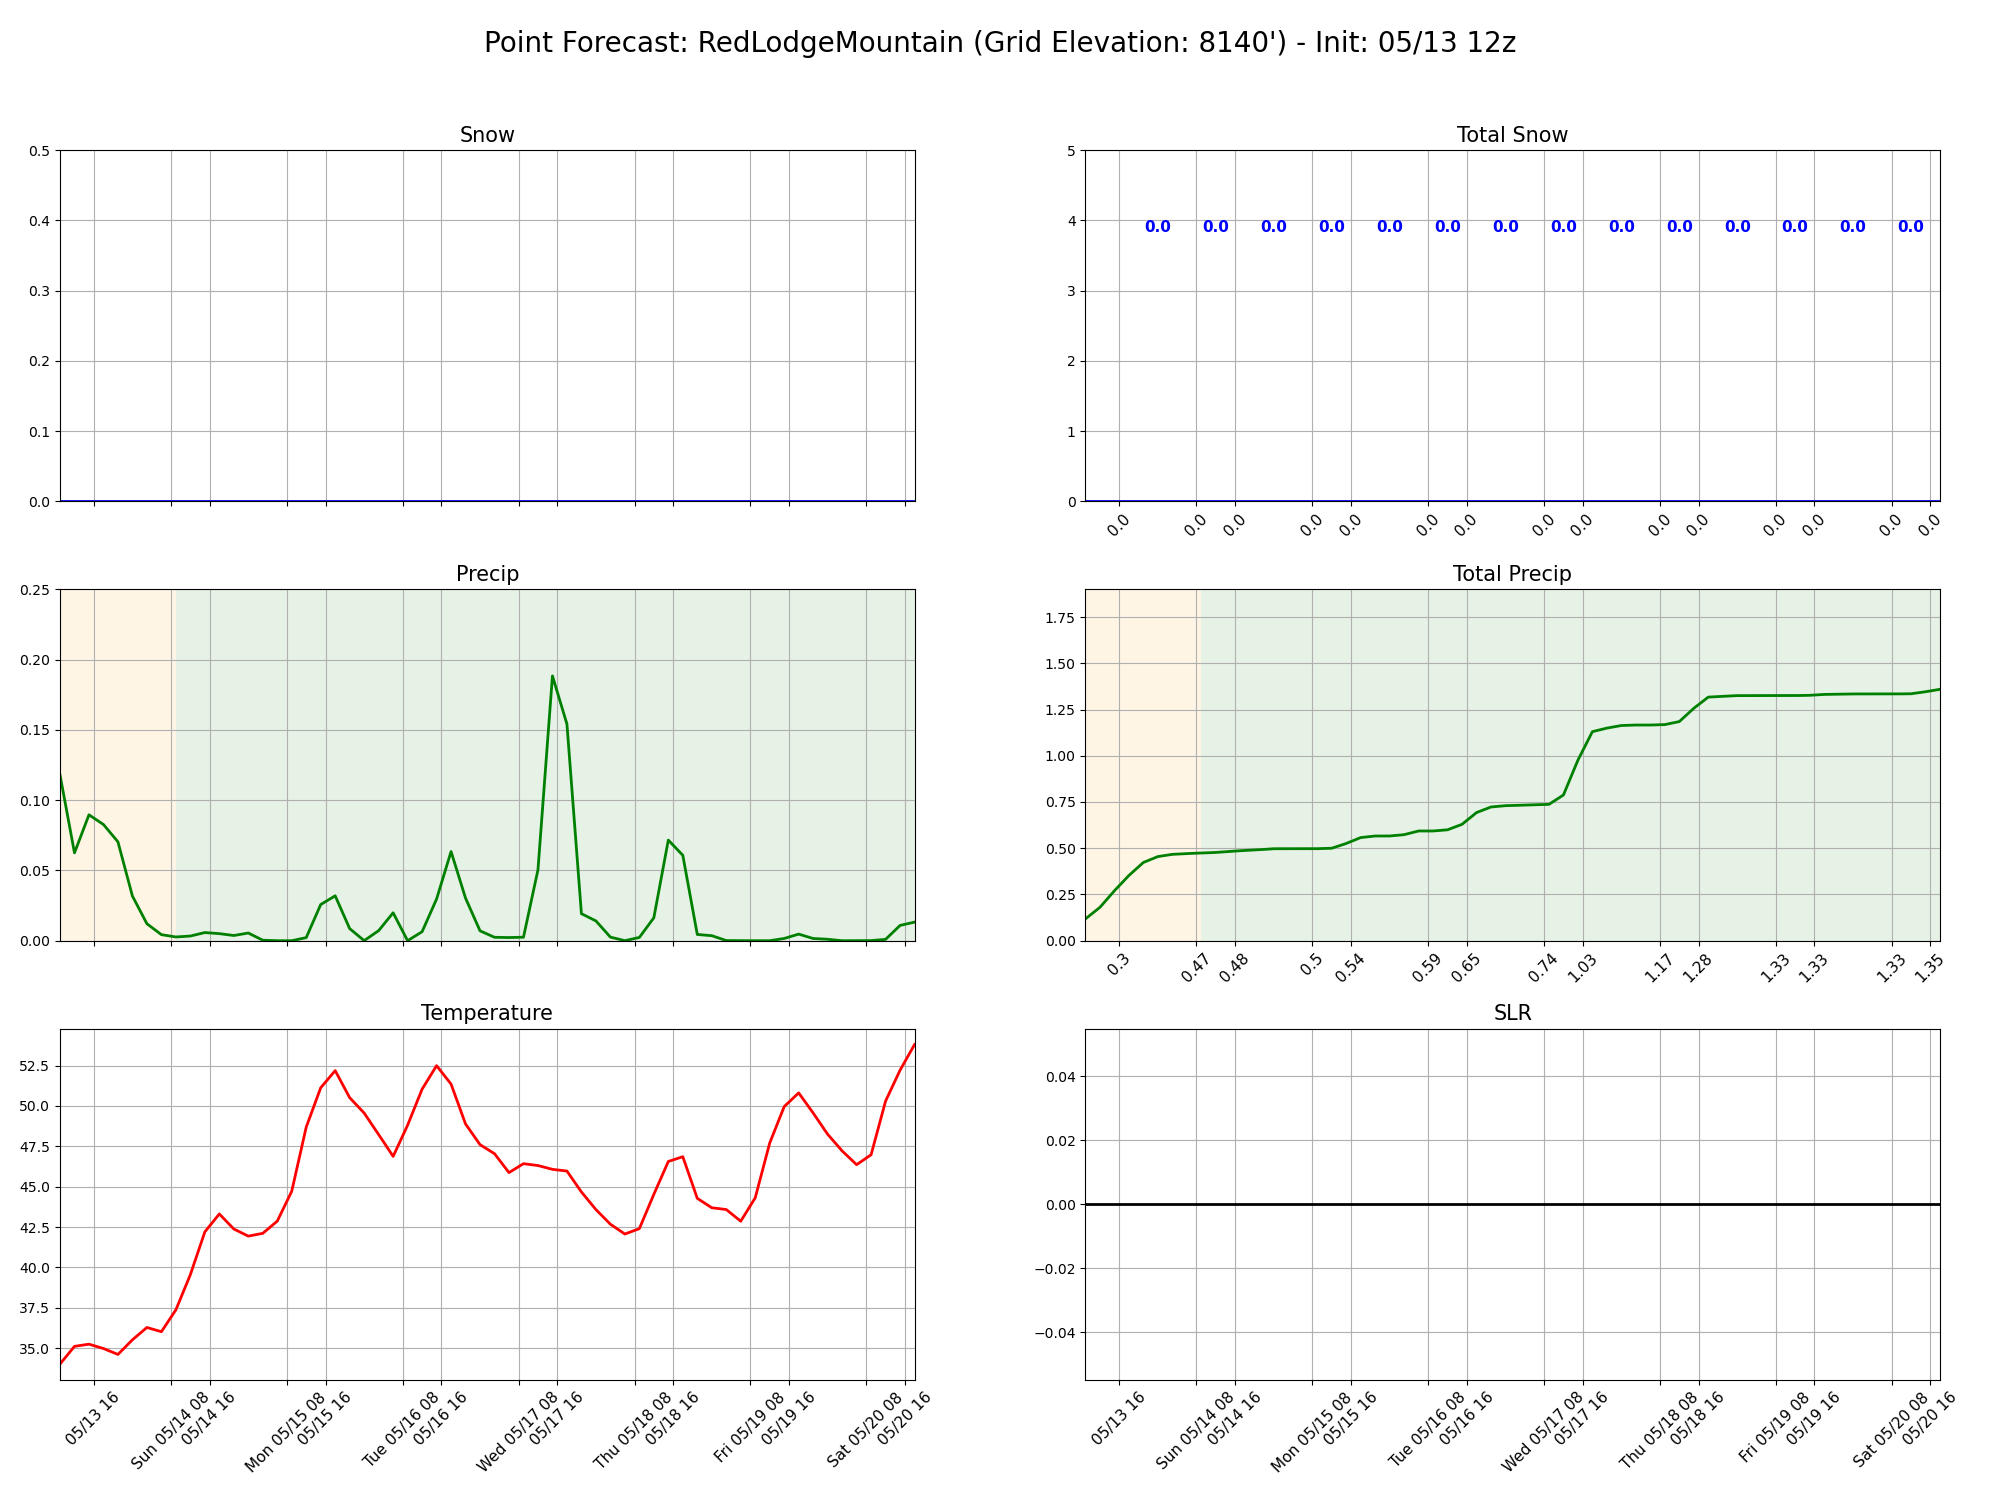 Point Forecast: RedLodgeMountain (Grid Elevation: 8140') - Init: 05/13 12z
Snow
0.5
0.4
0.3
0.2
0.1
0.0
Total Snow
5
4
3
2
1
0
0.0 0.0 0.0 0.0 0.0 0.0 0.0 0.0 0.0 0.0 0.0 0.0 0.0 0.0
0.0 0.0 0.0 0.0 0.0 0.0 0.0 0.0 0.0 0.0 0.0 0.0 0.0 0.0 0.0
Precip
0.25
0.20
0.15
0.10
0.05
0.00
Total Precip
1.75
1.50
1.25
1.00
0.75
0.50
0.25
0.00
0.3 0.47 0.48 0.5 0.54 0.59 0.65 0.74 1.03 1.17 1.28 1.33 1.33 1.33 1.35
Temperature
52.5
50.0
47.5
45.0
42.5
40.0
37.5
35.0
05/13 16
Sun 05/14 08
05/14 16
Mon 05/15 08
05/15 16
Tue 05/16 08
05/16 16
Wed 05/17 08
05/17 16
Thu 05/18 08
05/18 16
Fri 05/19 08
05/19 16
Sat 05/20 08
05/20 16
SLR
0.04
0.02
0.00
−0.02
−0.04
05/13 16
Sun 05/14 08
05/14 16
Mon 05/15 08
05/15 16
Tue 05/16 08
05/16 16
Wed 05/17 08
05/17 16
Thu 05/18 08
05/18 16
Fri 05/19 08
05/19 16
Sat 05/20 08
05/20 16